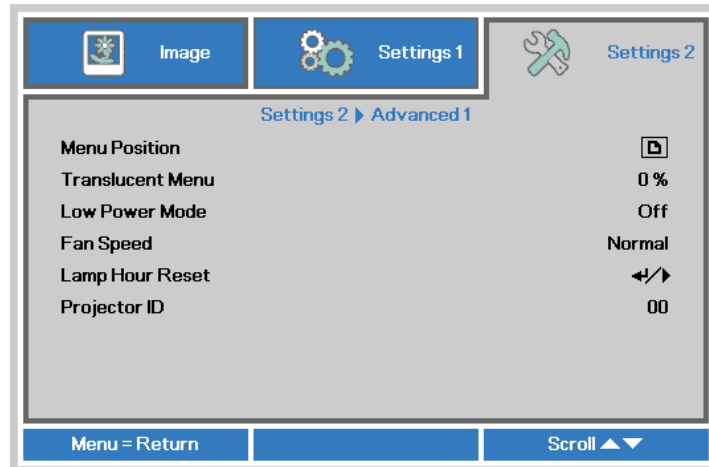 Image
Settings 1
Settings 2
Settings 2 ▶ Advanced 1
Menu Position
Translucent Menu 0 %
Low Power Mode Off
Fan Speed Normal
Lamp Hour Reset ↵/▶
Projector ID 00
Menu = Return
Scroll ▲▼